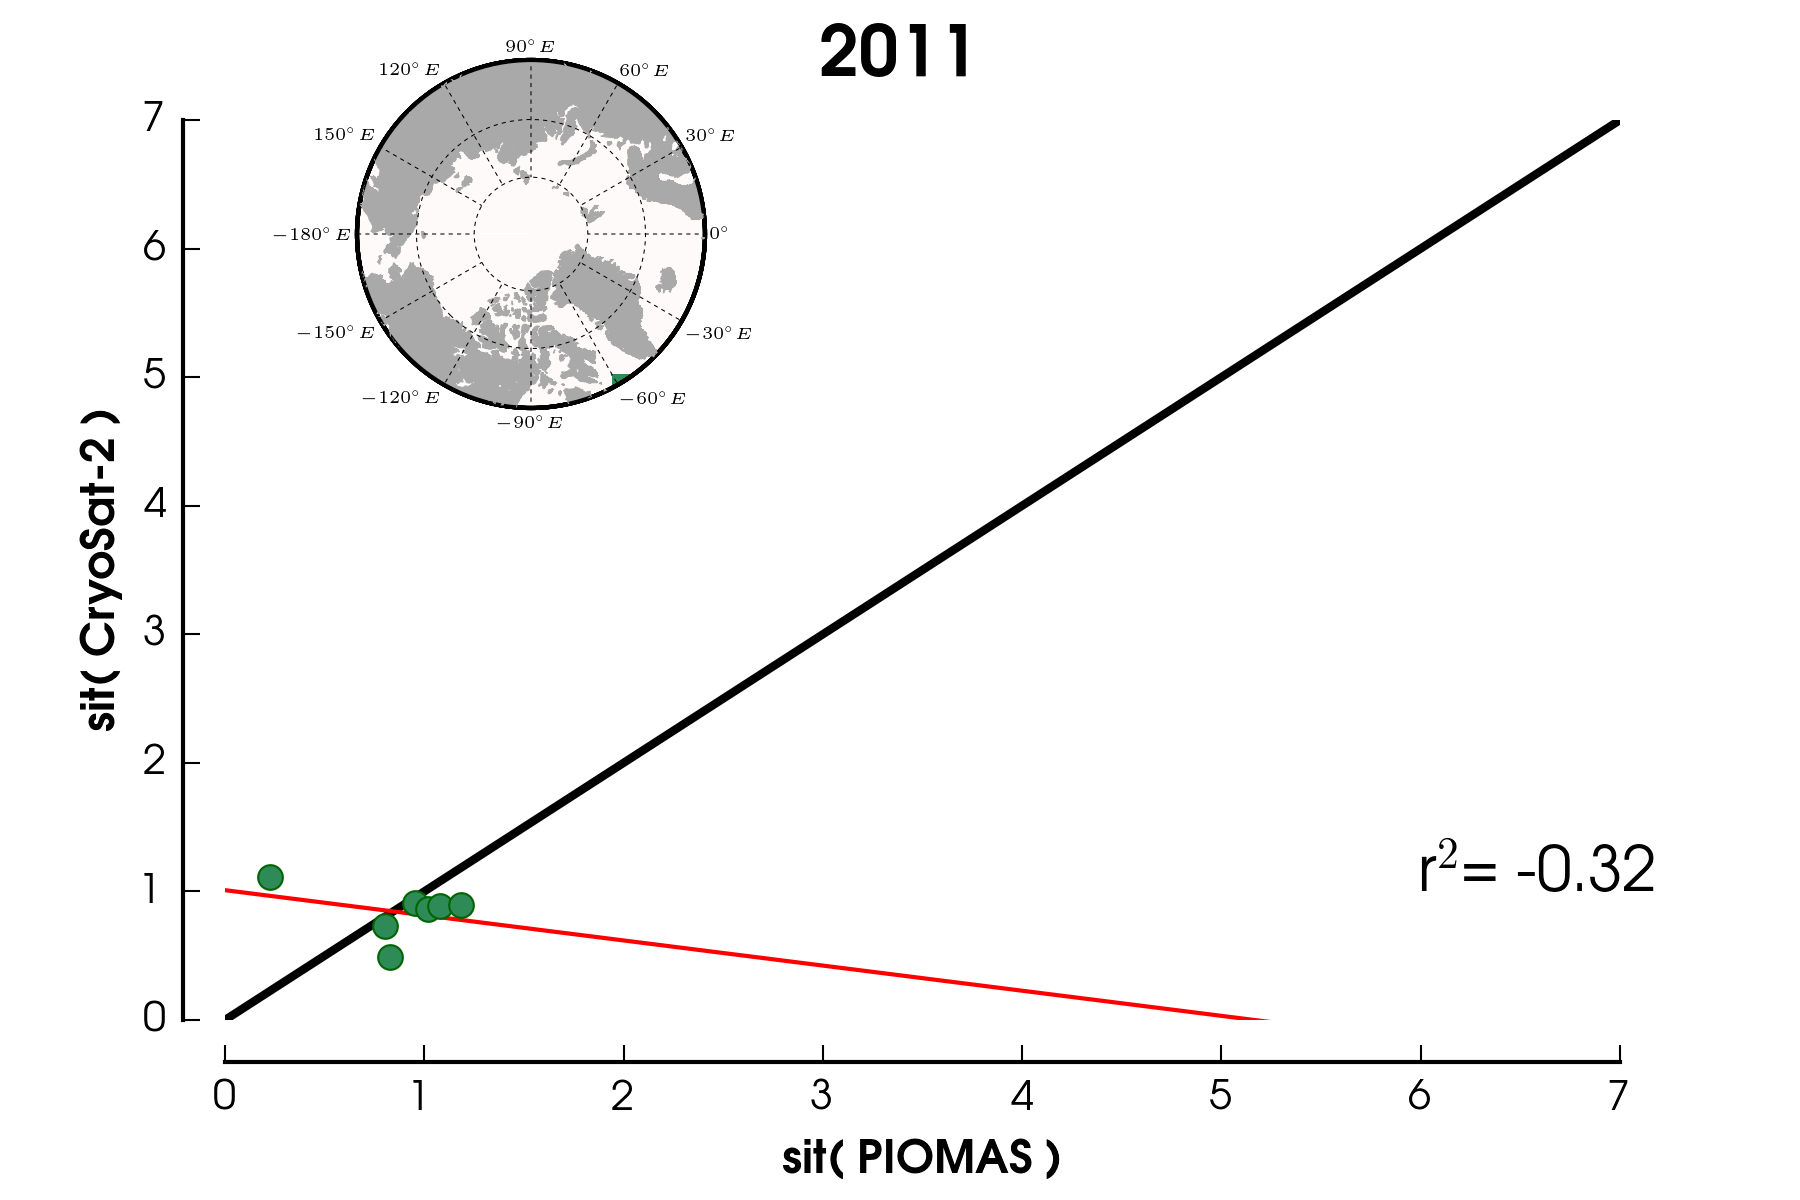 2011
90° E
120° E
60° E
150° E
30° E
−180° E
0°
−150° E
−30° E
−120° E
−60° E
−90° E
7
6
5
4
3
2
1
0
sit( CryoSat-2 )
r²= -0.32
0 1 2 3 4 5 6 7
sit( PIOMAS )